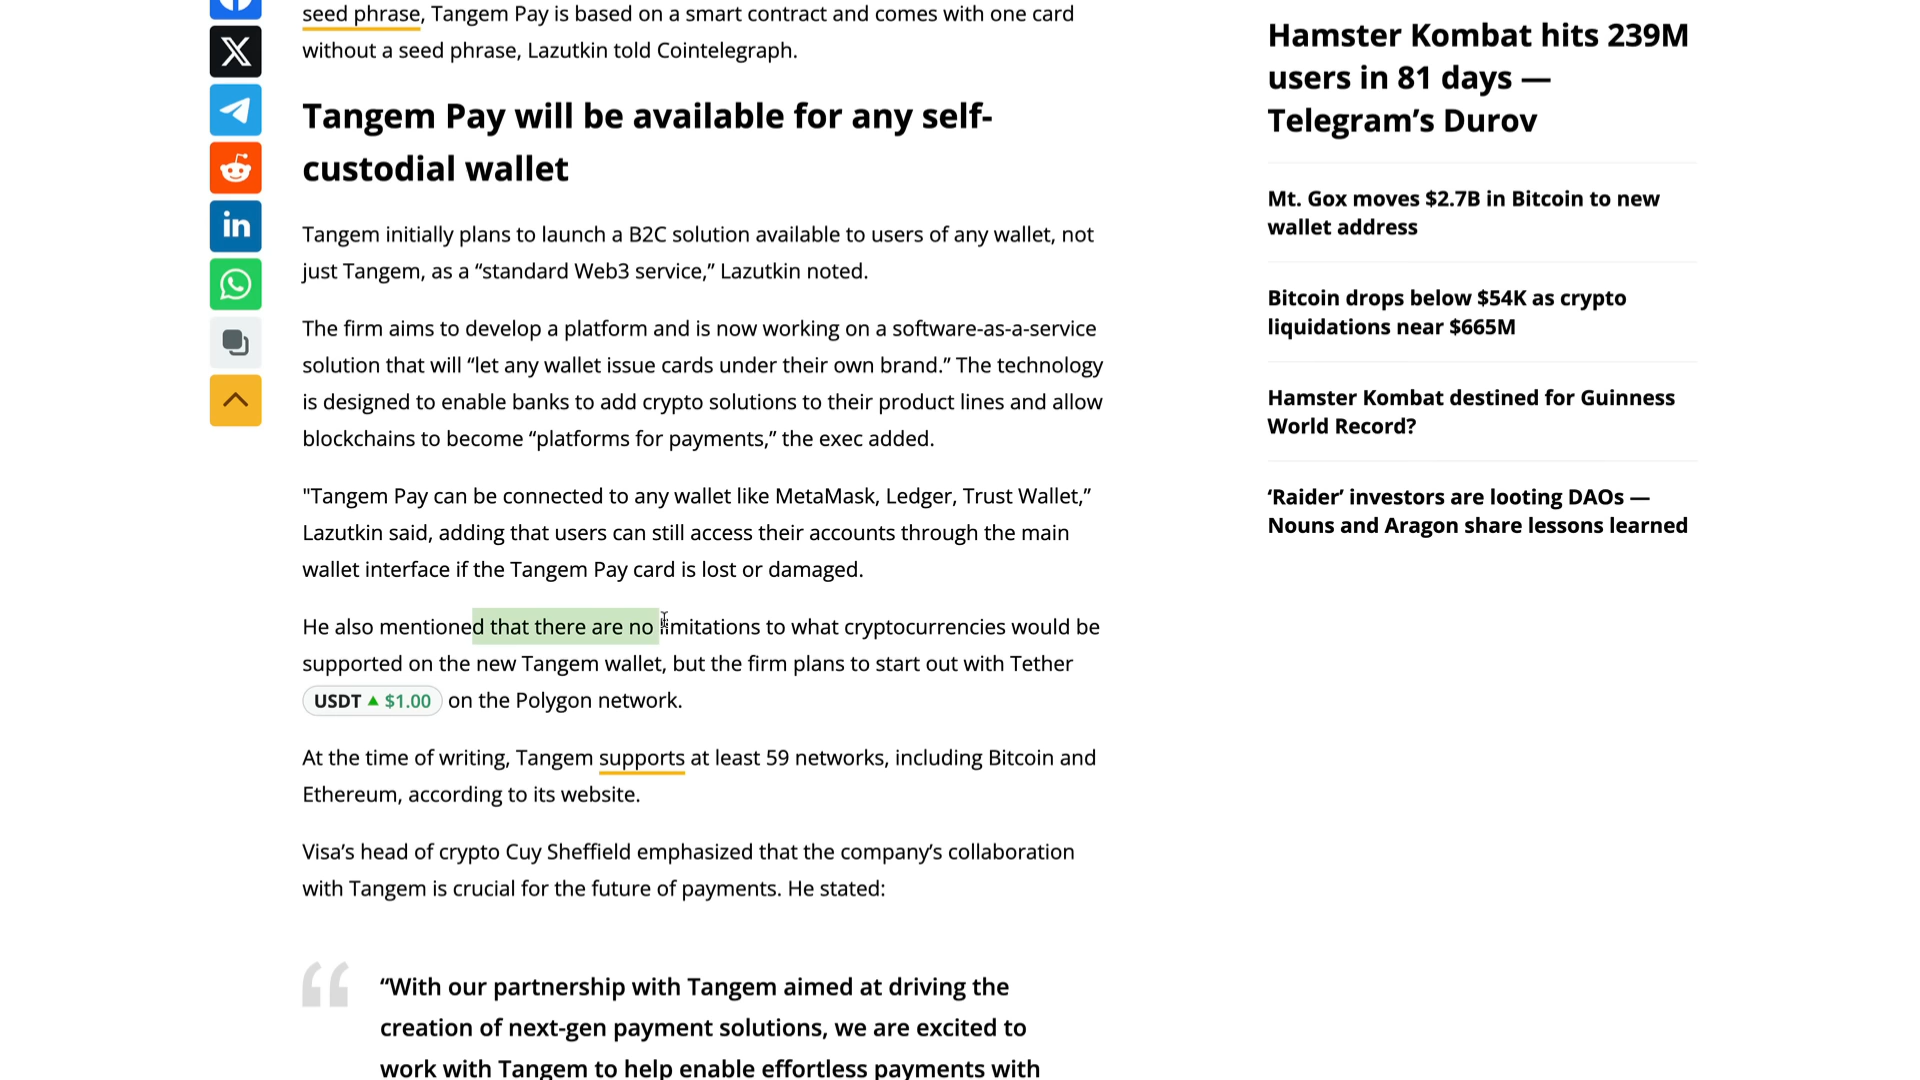 seed phrase, Tangem Pay is based on a smart contract and comes with one card
without a seed phrase, Lazutkin told Cointelegraph.
Tangem Pay will be available for any self-
custodial wallet
Tangem initially plans to launch a B2C solution available to users of any wallet, not
just Tangem, as a “standard Web3 service,” Lazutkin noted.
The firm aims to develop a platform and is now working on a software-as-a-service
solution that will “let any wallet issue cards under their own brand.” The technology
is designed to enable banks to add crypto solutions to their product lines and allow
blockchains to become “platforms for payments,” the exec added.
"Tangem Pay can be connected to any wallet like MetaMask, Ledger, Trust Wallet,”
Lazutkin said, adding that users can still access their accounts through the main
wallet interface if the Tangem Pay card is lost or damaged.
He also mentioned that there are no limitations to what cryptocurrencies would be
supported on the new Tangem wallet, but the firm plans to start out with Tether
USDT ▲ $1.00 on the Polygon network.
At the time of writing, Tangem supports at least 59 networks, including Bitcoin and
Ethereum, according to its website.
Visa’s head of crypto Cuy Sheffield emphasized that the company’s collaboration
with Tangem is crucial for the future of payments. He stated:
“With our partnership with Tangem aimed at driving the
creation of next-gen payment solutions, we are excited to
work with Tangem to help enable effortless payments with
Hamster Kombat hits 239M
users in 81 days —
Telegram’s Durov
Mt. Gox moves $2.7B in Bitcoin to new
wallet address
Bitcoin drops below $54K as crypto
liquidations near $665M
Hamster Kombat destined for Guinness
World Record?
‘Raider’ investors are looting DAOs —
Nouns and Aragon share lessons learned